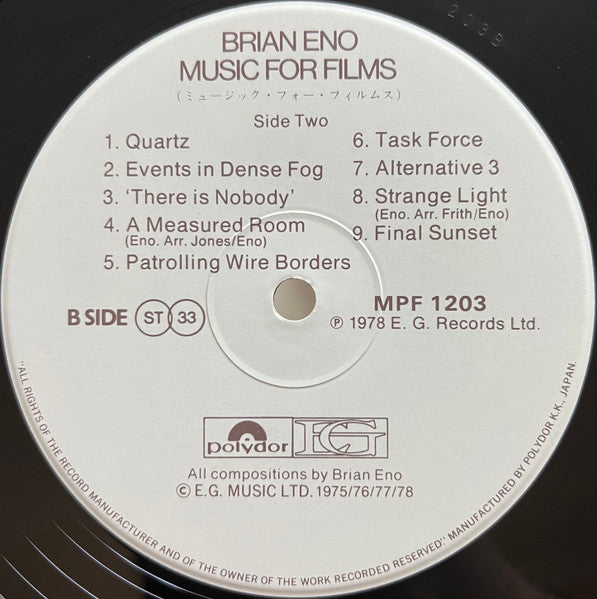 1203B
BRIAN ENO
MUSIC FOR FILMS
(ミュージック・フォー・フィルムス)
Side Two
1. Quartz
2. Events in Dense Fog
3. 'There is Nobody'
4. A Measured Room
(Eno. Arr. Jones/Eno)
5. Patrolling Wire Borders
6. Task Force
7. Alternative 3
8. Strange Light
(Eno. Arr. Frith/Eno)
9. Final Sunset
B SIDE ST 33
MPF 1203
Ⓟ 1978 E. G. Records Ltd.
polydor EG
All compositions by Brian Eno
© E.G. MUSIC LTD. 1975/76/77/78
"ALL RIGHTS OF THE RECORD MANUFACTURER AND OF THE OWNER OF THE WORK RECORDED RESERVED." MANUFACTURED BY POLYDOR K.K., JAPAN.